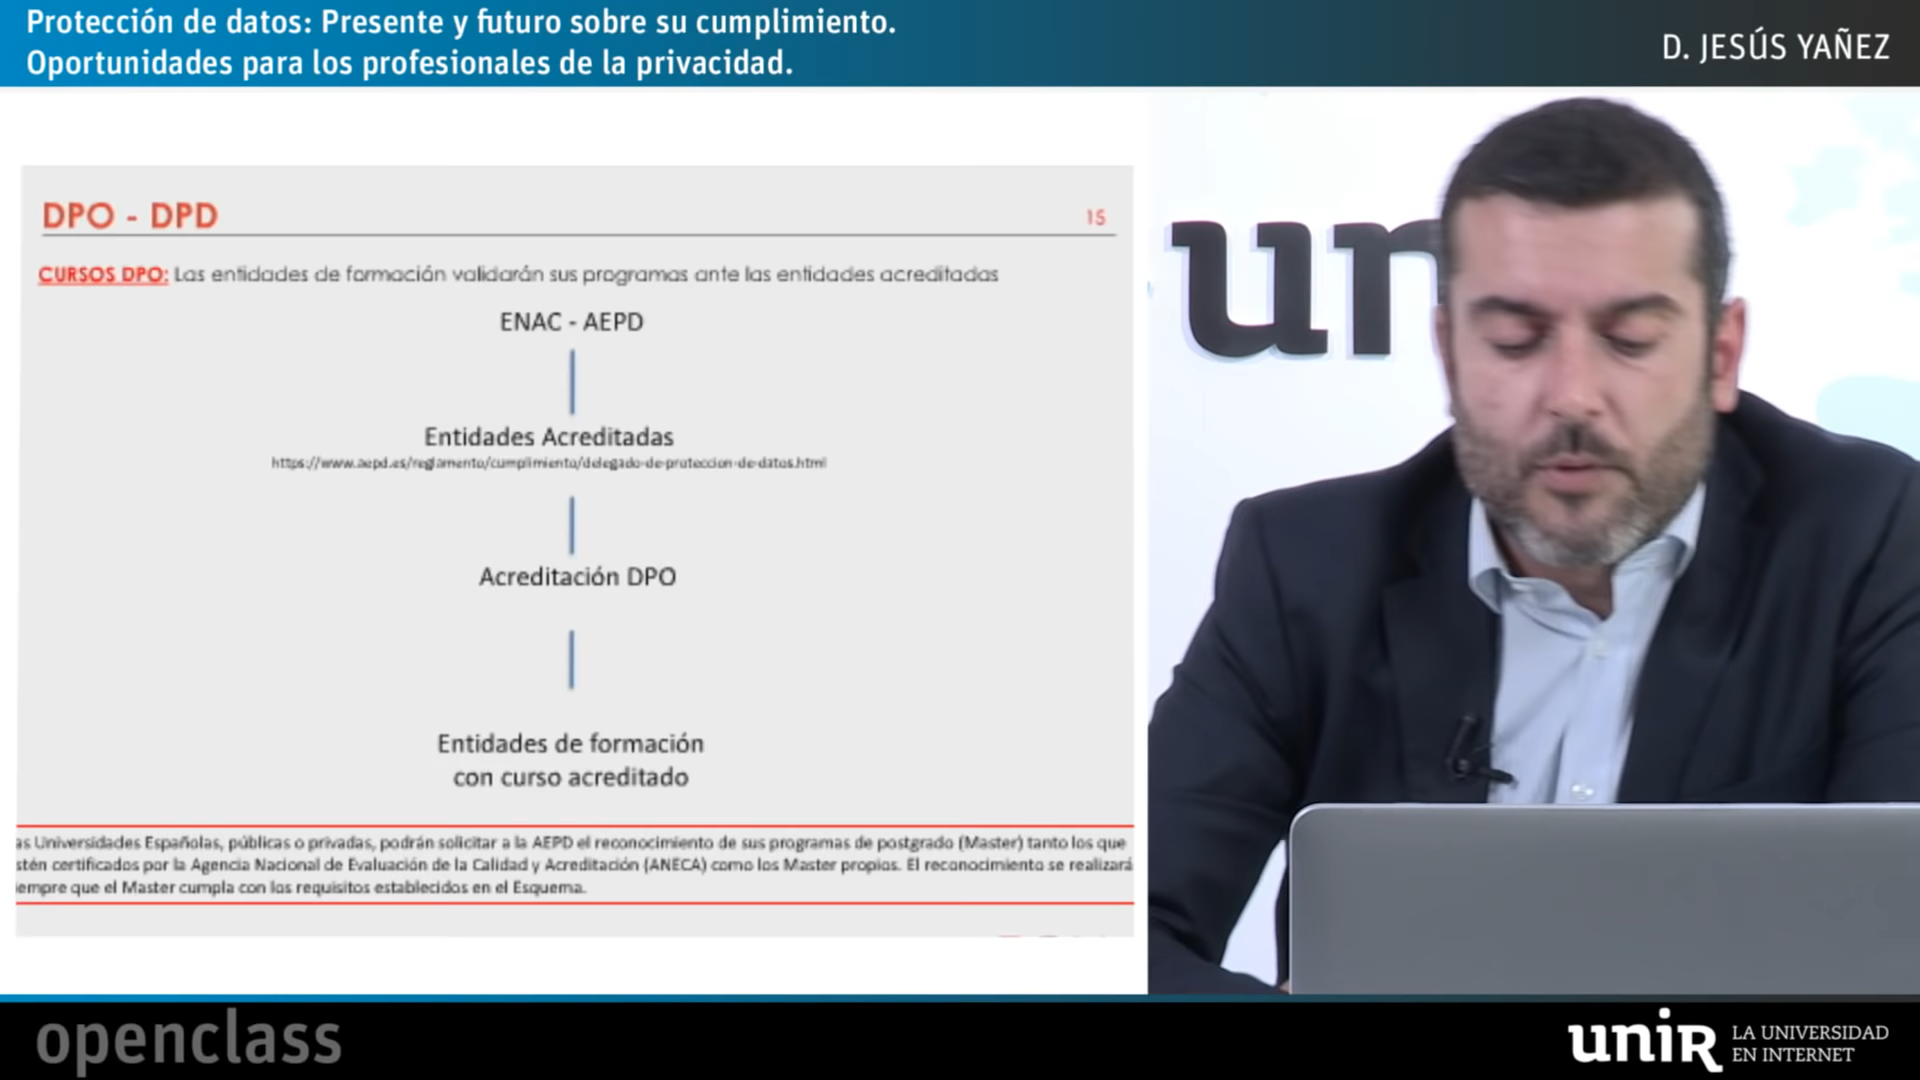 Protección de datos: Presente y futuro sobre su cumplimiento.
Oportunidades para los profesionales de la privacidad.
D. JESÚS YAÑEZ
DPO - DPD
15
CURSOS DPO: Las entidades de formación validarán sus programas ante las entidades acreditadas
ENAC - AEPD
Entidades Acreditadas
https://www.aepd.es/reglamento/cumplimiento/delegado-de-proteccion-de-datos.html
Acreditación DPO
Entidades de formación
con curso acreditado
as Universidades Españolas, públicas o privadas, podrán solicitar a la AEPD el reconocimiento de sus programas de postgrado (Master) tanto los que
stén certificados por la Agencia Nacional de Evaluación de la Calidad y Acreditación (ANECA) como los Master propios. El reconocimiento se realizará
iempre que el Master cumpla con los requisitos establecidos en el Esquema.
un
openclass
unir LA UNIVERSIDAD
EN INTERNET